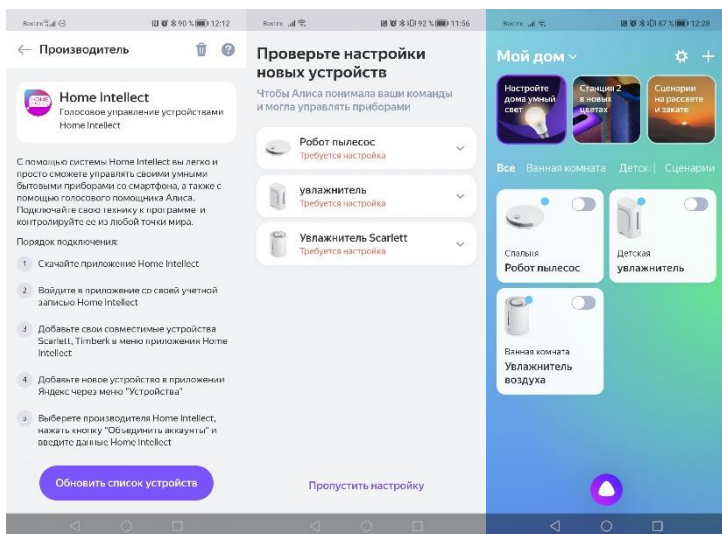 90 % 12:12
Производитель
Home Intellect
Голосовое управление устройствами
Home Intellect
С помощью системы Home Intellect вы легко и
просто сможете управлять своими умными
бытовыми приборами со смартфона, а также с
помощью голосового помощника Алиса.
Подключайте свою технику к программе и
контролируйте ее из любой точки мира.
Порядок подключения:
1 Скачайте приложение Home Intellect
2 Войдите в приложение со своей учетной
записью Home Intellect
3 Добавьте свои совместимые устройства
Scarlett, Timberk в меню приложения Home
Intellect
4 Добавьте новое устройство в приложении
Яндекс через меню "Устройства"
5 Выберете производителя Home Intellect,
нажать кнопку "Объединить аккаунты" и
введите данные Home Intellect
Обновить список устройств
92 % 11:56
Проверьте настройки
новых устройств
Чтобы Алиса понимала ваши команды
и могла управлять приборами
Робот пылесос
Требуется настройка
увлажнитель
Требуется настройка
Увлажнитель Scarlett
Требуется настройка
Пропустить настройку
87 % 12:28
Мой дом
Настройте
дома умный
свет
Станция 2
в новых
цветах
Сценарии
на рассвете
и закате
Все Ванная комната Детск Сценарии
Спальня
Робот пылесос
Детская
увлажнитель
Ванная комната
Увлажнитель
воздуха